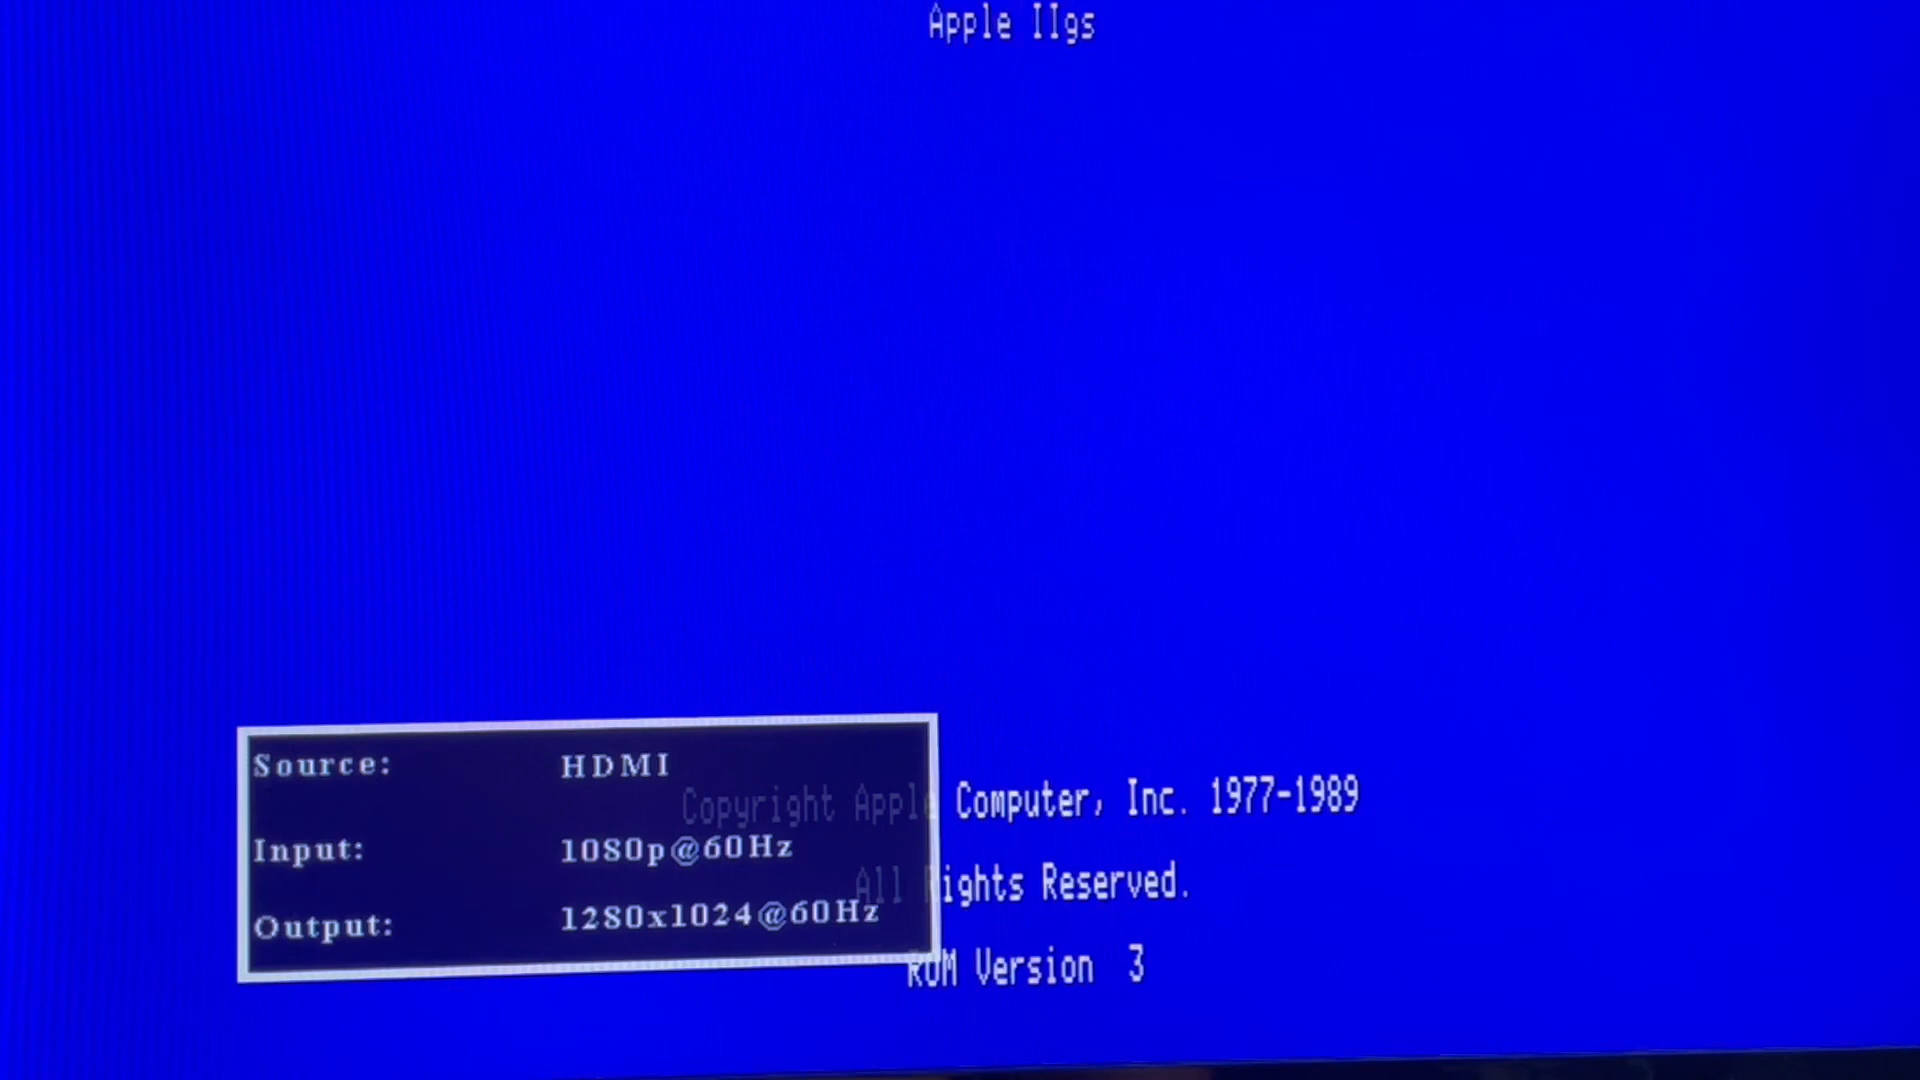 Apple IIgs
Source: HDMI
Copyright Apple Computer, Inc. 1977-1989
Input: 1080p@60Hz
All Rights Reserved.
Output: 1280x1024@60Hz
ROM Version 3